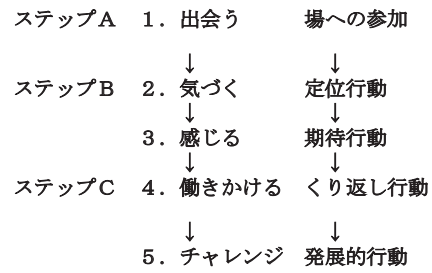 ステップA　１．出会う　場への参加
↓　↓
ステップB　２．気づく　定位行動
↓　↓
３．感じる　期待行動
↓　↓
ステップC　４．働きかける　くり返し行動
↓　↓
５．チャレンジ　発展的行動